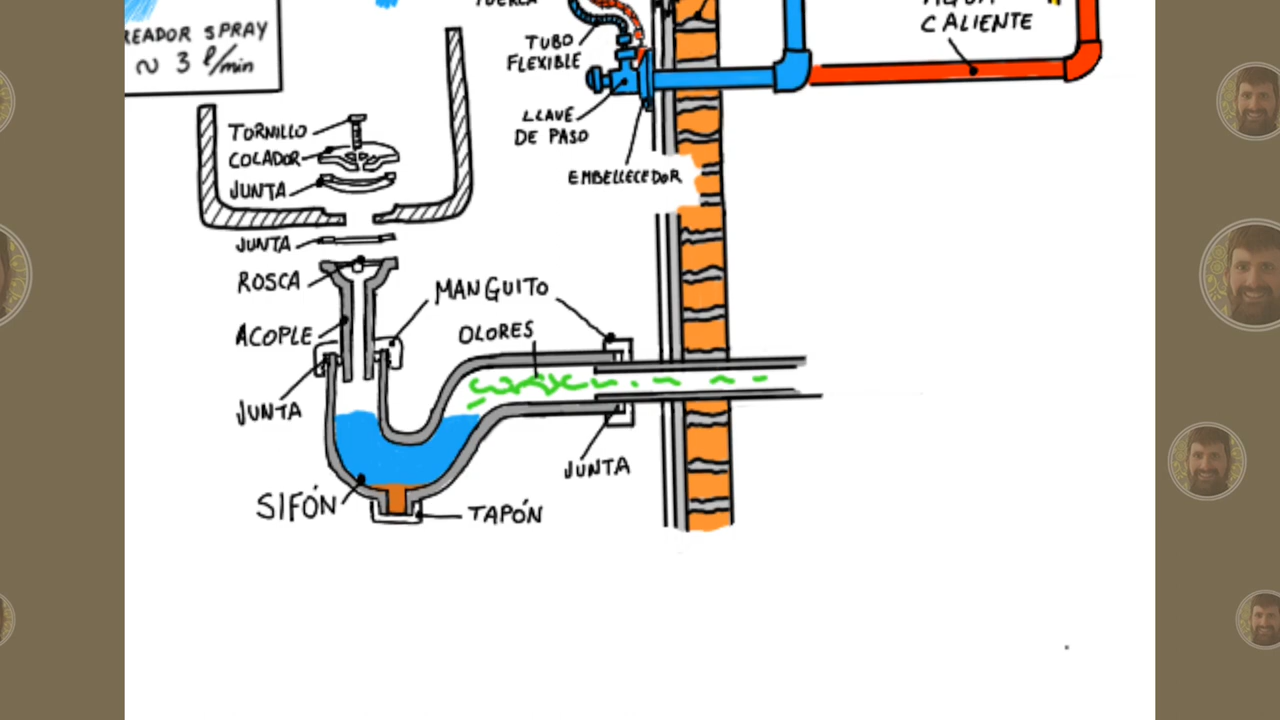 READOR SPRAY
~ 3 l/min
TUBO
FLEXIBLE
LLAVE
DE PASO
EMBELLECEDOR
CALIENTE
TORNILLO
COLADOR
JUNTA
JUNTA
ROSCA
MANGUITO
ACOPLE
OLORES
JUNTA
JUNTA
SIFÓN
TAPÓN